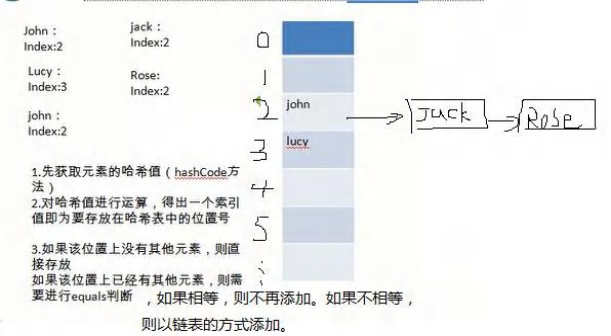 John：
Index:2
jack：
Index:2
Lucy：
Index:3
Rose:
Index:2
john：
Index:2
0
1
2
3
4
5
john
lucy
Jack
Rose
1.先获取元素的哈希值（hashCode方
法）
2.对哈希值进行运算，得出一个索引
值即为要存放在哈希表中的位置号
3.如果该位置上没有其他元素，则直
接存放
如果该位置上已经有其他元素，则需
要进行equals判断 ，如果相等，则不再添加。如果不相等，
则以链表的方式添加。